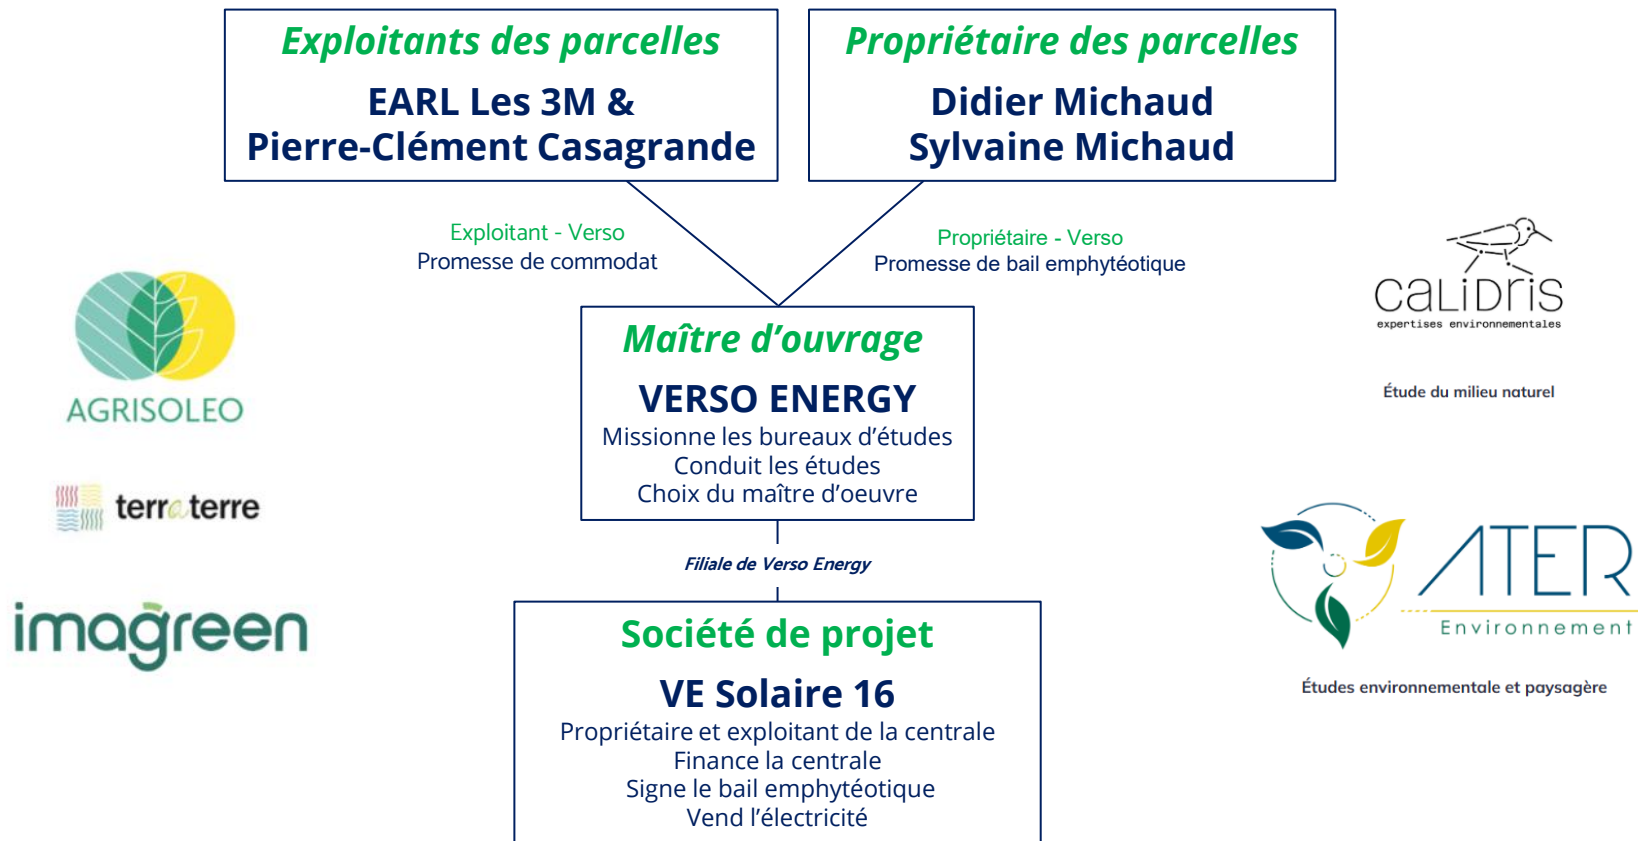 Exploitants des parcelles
EARL Les 3M &
Pierre-Clément Casagrande
Propriétaire des parcelles
Didier Michaud
Sylvaine Michaud
Exploitant - Verso
Promesse de commodat
Propriétaire - Verso
Promesse de bail emphytéotique
AGRISOLEO
terraterre
imagreen
Maître d’ouvrage
VERSO ENERGY
Missionne les bureaux d’études
Conduit les études
Choix du maître d'oeuvre
Filiale de Verso Energy
Société de projet
VE Solaire 16
Propriétaire et exploitant de la centrale
Finance la centrale
Signe le bail emphytéotique
Vend l’électricité
CALIDRIS
expertises environnementales
Étude du milieu naturel
ATER
Environnement
Études environnementale et paysagère